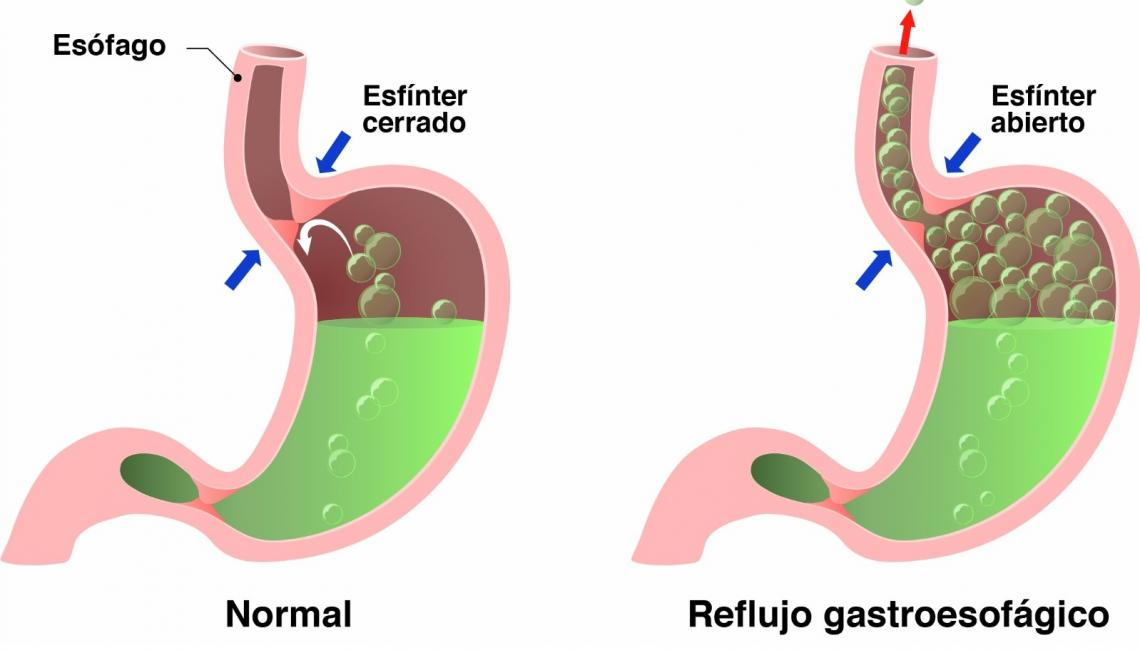 Esófago
Esfínter
cerrado
Esfínter
abierto
Normal
Reflujo gastroesofágico